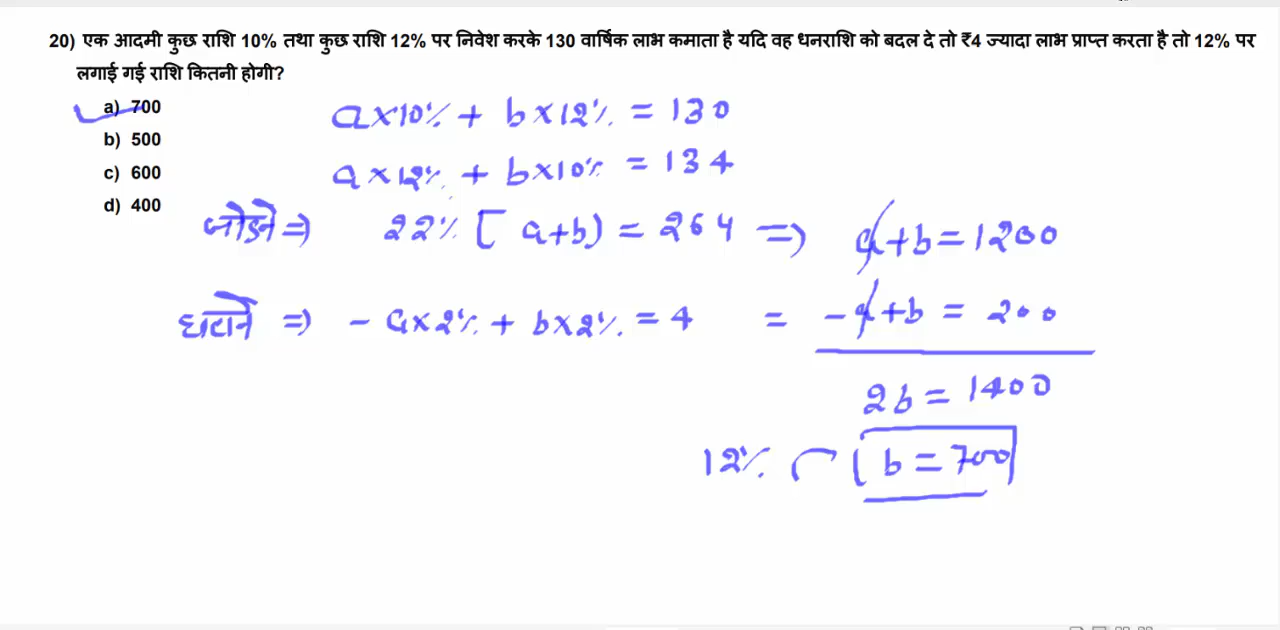 20) एक आदमी कुछ राशि 10% तथा कुछ राशि 12% पर निवेश करके 130 वार्षिक लाभ कमाता है यदि वह धनराशि को बदल दे तो ₹4 ज्यादा लाभ प्राप्त करता है तो 12% पर
लगाई गई राशि कितनी होगी?
a) 700
b) 500
c) 600
d) 400
a×10% + b×12% = 130
a×12% + b×10% = 134
जोड़ने ⇒ 22% [a+b) = 264 ⇒ a+b=1200
घटाने ⇒ - a×2% + b×2% = 4 = -a+b = 200
2b = 1400
12% b = 700